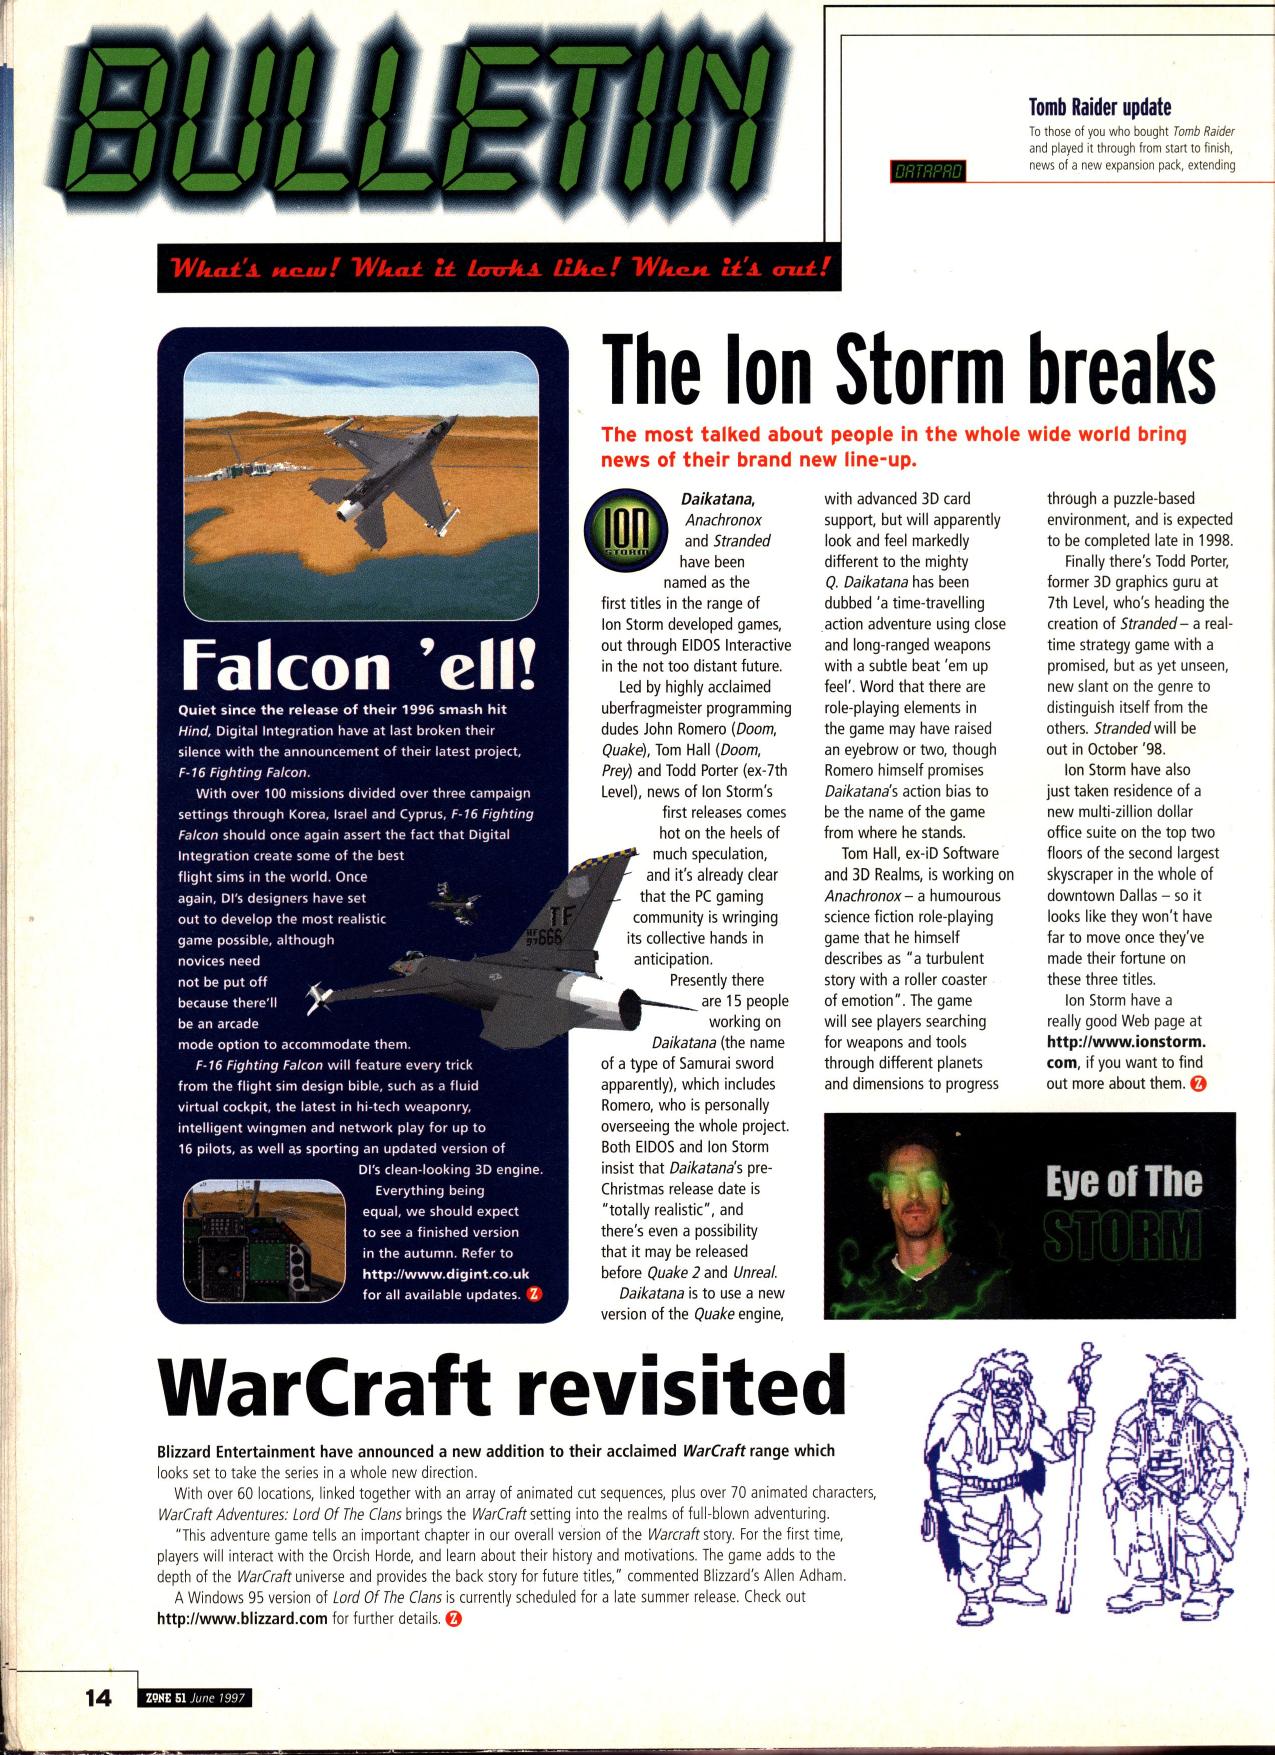 BULLETIN
What's new! What it looks like! When it's out!
DATAPAD
Tomb Raider update
To those of you who bought Tomb Raider
and played it through from start to finish,
news of a new expansion pack, extending
Falcon 'ell!
Quiet since the release of their 1996 smash hit
Hind, Digital Integration have at last broken their
silence with the announcement of their latest project,
F-16 Fighting Falcon.
With over 100 missions divided over three campaign
settings through Korea, Israel and Cyprus, F-16 Fighting
Falcon should once again assert the fact that Digital
Integration create some of the best
flight sims in the world. Once
again, DI's designers have set
out to develop the most realistic
game possible, although
novices need
not be put off
because there'll
be an arcade
mode option to accommodate them.
F-16 Fighting Falcon will feature every trick
from the flight sim design bible, such as a fluid
virtual cockpit, the latest in hi-tech weaponry,
intelligent wingmen and network play for up to
16 pilots, as well as sporting an updated version of
DI's clean-looking 3D engine.
Everything being
equal, we should expect
to see a finished version
in the autumn. Refer to
http://www.digint.co.uk
for all available updates. Z
TF
WF
97666
The Ion Storm breaks
The most talked about people in the whole wide world bring
news of their brand new line-up.
ION
STORM
Daikatana,
Anachronox
and Stranded
have been
named as the
first titles in the range of
Ion Storm developed games,
out through EIDOS Interactive
in the not too distant future.
Led by highly acclaimed
uberfragmeister programming
dudes John Romero (Doom,
Quake), Tom Hall (Doom,
Prey) and Todd Porter (ex-7th
Level), news of Ion Storm's
first releases comes
hot on the heels of
much speculation,
and it's already clear
that the PC gaming
community is wringing
its collective hands in
anticipation.
Presently there
are 15 people
working on
Daikatana (the name
of a type of Samurai sword
apparently), which includes
Romero, who is personally
overseeing the whole project.
Both EIDOS and Ion Storm
insist that Daikatana's pre-
Christmas release date is
"totally realistic", and
there's even a possibility
that it may be released
before Quake 2 and Unreal.
Daikatana is to use a new
version of the Quake engine,
with advanced 3D card
support, but will apparently
look and feel markedly
different to the mighty
Q. Daikatana has been
dubbed 'a time-travelling
action adventure using close
and long-ranged weapons
with a subtle beat 'em up
feel'. Word that there are
role-playing elements in
the game may have raised
an eyebrow or two, though
Romero himself promises
Daikatana's action bias to
be the name of the game
from where he stands.
Tom Hall, ex-iD Software
and 3D Realms, is working on
Anachronox – a humourous
science fiction role-playing
game that he himself
describes as "a turbulent
story with a roller coaster
of emotion". The game
will see players searching
for weapons and tools
through different planets
and dimensions to progress
through a puzzle-based
environment, and is expected
to be completed late in 1998.
Finally there's Todd Porter,
former 3D graphics guru at
7th Level, who's heading the
creation of Stranded – a real-
time strategy game with a
promised, but as yet unseen,
new slant on the genre to
distinguish itself from the
others. Stranded will be
out in October '98.
Ion Storm have also
just taken residence of a
new multi-zillion dollar
office suite on the top two
floors of the second largest
skyscraper in the whole of
downtown Dallas – so it
looks like they won't have
far to move once they've
made their fortune on
these three titles.
Ion Storm have a
really good Web page at
http://www.ionstorm.
com, if you want to find
out more about them. Z
Eye of The
STORM
WarCraft revisited
Blizzard Entertainment have announced a new addition to their acclaimed WarCraft range which
looks set to take the series in a whole new direction.
With over 60 locations, linked together with an array of animated cut sequences, plus over 70 animated characters,
WarCraft Adventures: Lord Of The Clans brings the WarCraft setting into the realms of full-blown adventuring.
"This adventure game tells an important chapter in our overall version of the Warcraft story. For the first time,
players will interact with the Orcish Horde, and learn about their history and motivations. The game adds to the
depth of the WarCraft universe and provides the back story for future titles," commented Blizzard's Allen Adham.
A Windows 95 version of Lord Of The Clans is currently scheduled for a late summer release. Check out
http://www.blizzard.com for further details. Z
14
ZONE 51 June 1997